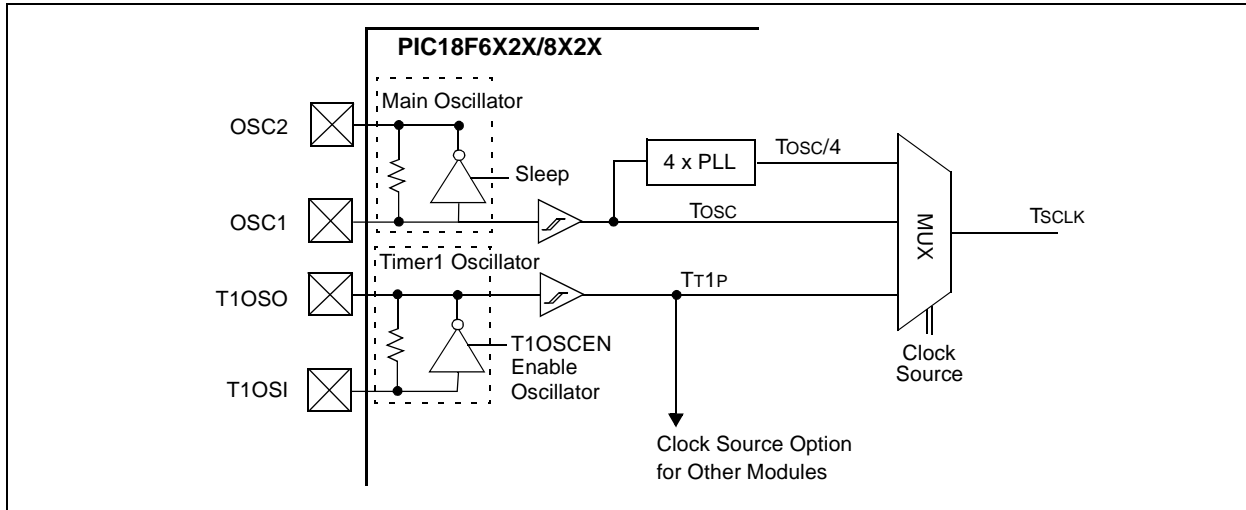 PIC18F6X2X/8X2X
Main Oscillator
OSC2
Sleep
OSC1
4 x PLL
TOSC/4
TOSC
MUX
TSCLK
Timer1 Oscillator
T1OSO
TT1P
T1OSCEN
Enable
Oscillator
T1OSI
Clock
Source
Clock Source Option
for Other Modules